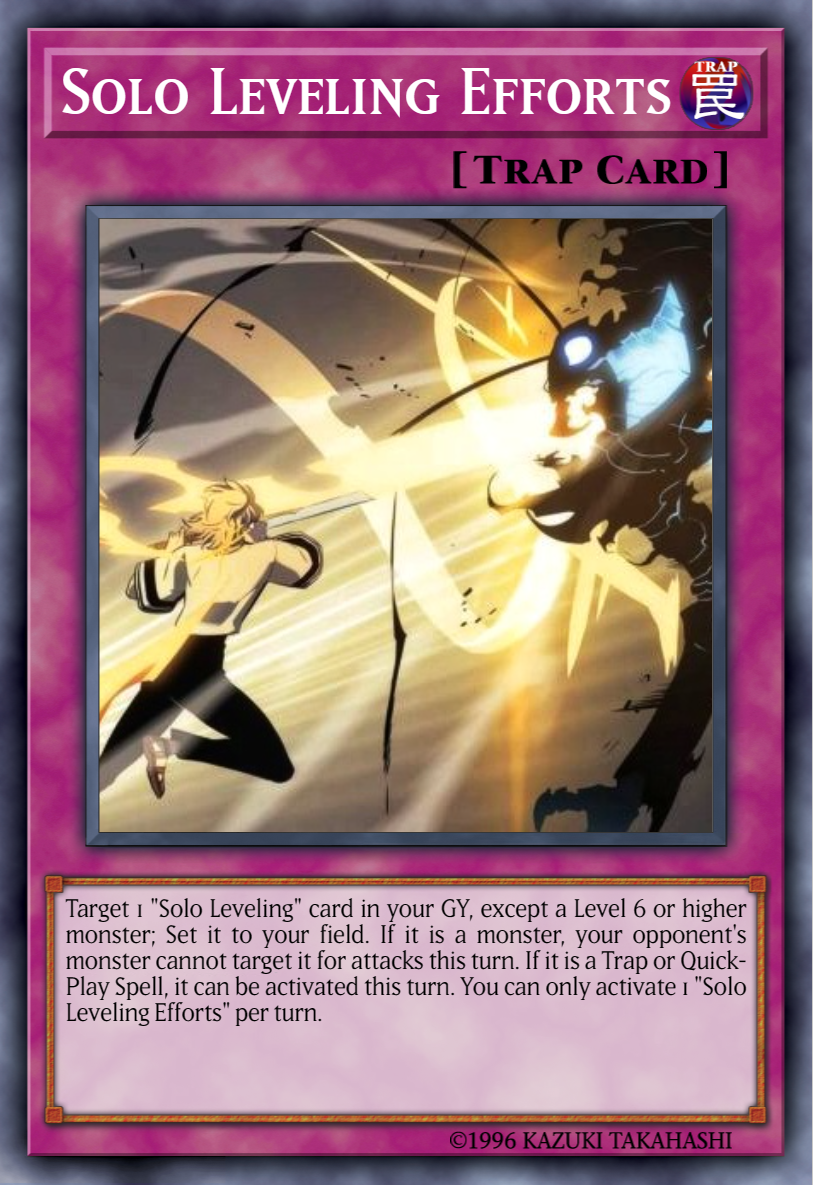 Solo Leveling Efforts
TRAP
罠
[Trap Card]
Target 1 "Solo Leveling" card in your GY, except a Level 6 or higher
monster; Set it to your field. If it is a monster, your opponent's
monster cannot target it for attacks this turn. If it is a Trap or Quick-
Play Spell, it can be activated this turn. You can only activate 1 "Solo
Leveling Efforts" per turn.
©1996 KAZUKI TAKAHASHI